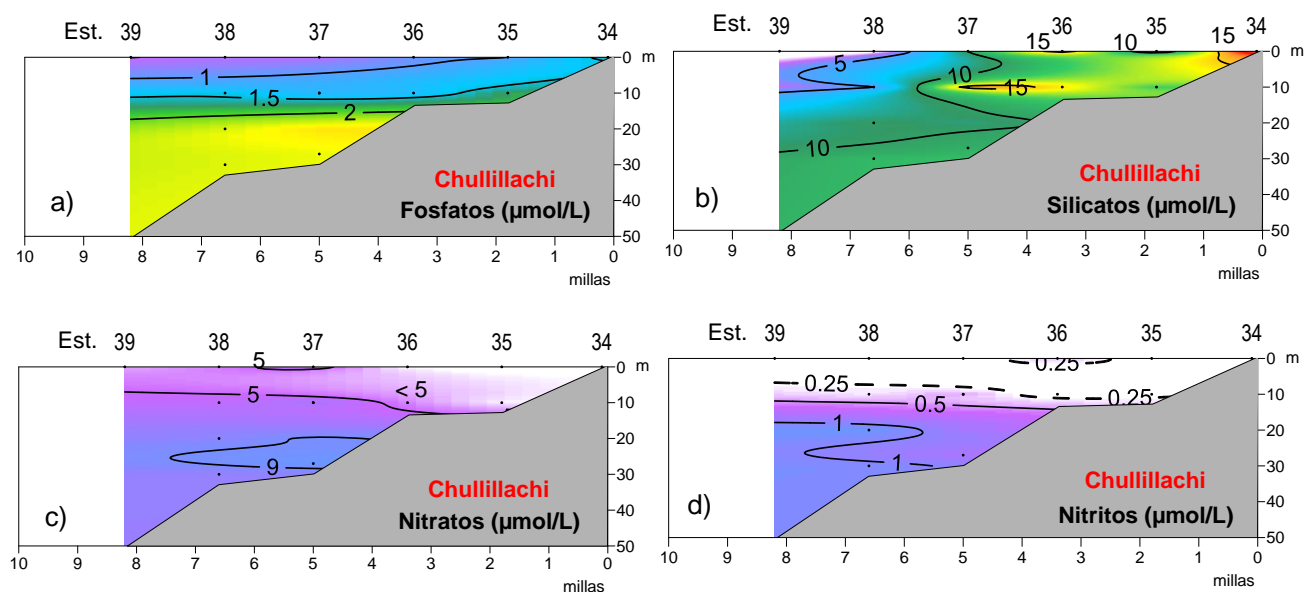 Est. 39 38 37 36 35 34
0 m
1
1.5
10
2
20
30
Chullillachi
40
a)
Fosfatos (µmol/L)
50
10 9 8 7 6 5 4 3 2 1 0
millas
Est. 39 38 37 36 35 34
15 10 15
0 m
5
10
15
10
20
10
30
Chullillachi
40
b)
Silicatos (µmol/L)
50
10 9 8 7 6 5 4 3 2 1 0
millas
Est. 39 38 37 36 35 34
5
0 m
5
< 5
10
20
9
30
Chullillachi
40
c)
Nitratos (µmol/L)
50
10 9 8 7 6 5 4 3 2 1 0
millas
Est. 39 38 37 36 35 34
0.25
0 m
0.25
0.25
10
0.5
1
20
1
30
Chullillachi
40
d)
Nitritos (µmol/L)
50
10 9 8 7 6 5 4 3 2 1 0
millas